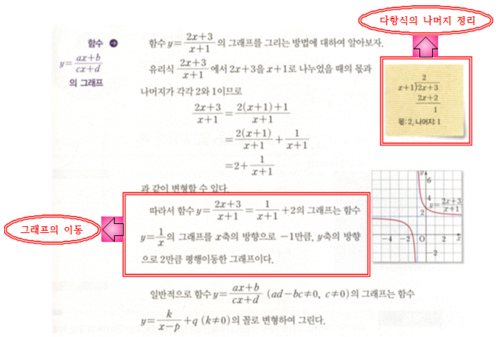 다항식의 나머지 정리
함수
y=\frac{ax+b}{cx+d}
의 그래프
함수 y=\frac{2x+3}{x+1}의 그래프를 그리는 방법에 대하여 알아보자.
유리식 \frac{2x+3}{x+1}에서 2x+3을 x+1로 나누었을 때의 몫과
나머지가 각각 2와 1이므로
\frac{2x+3}{x+1}=\frac{2(x+1)+1}{x+1}
=\frac{2(x+1)}{x+1}+\frac{1}{x+1}
=2+\frac{1}{x+1}
과 같이 변형할 수 있다.
2
x+1)2x+3
2x+2
1
몫: 2, 나머지: 1
그래프의 이동
따라서 함수 y=\frac{2x+3}{x+1}=\frac{1}{x+1}+2의 그래프는 함수
y=\frac{1}{x}의 그래프를 x축의 방향으로 -1만큼, y축의 방향
으로 2만큼 평행이동한 그래프이다.
y
6
y=\frac{2x+3}{x+1}
2
-4 -2 O 2 4 x
-2
일반적으로 함수 y=\frac{ax+b}{cx+d} (ad-bc≠0, c≠0)의 그래프는 함수
y=\frac{k}{x-p}+q (k≠0)의 꼴로 변형하여 그린다.